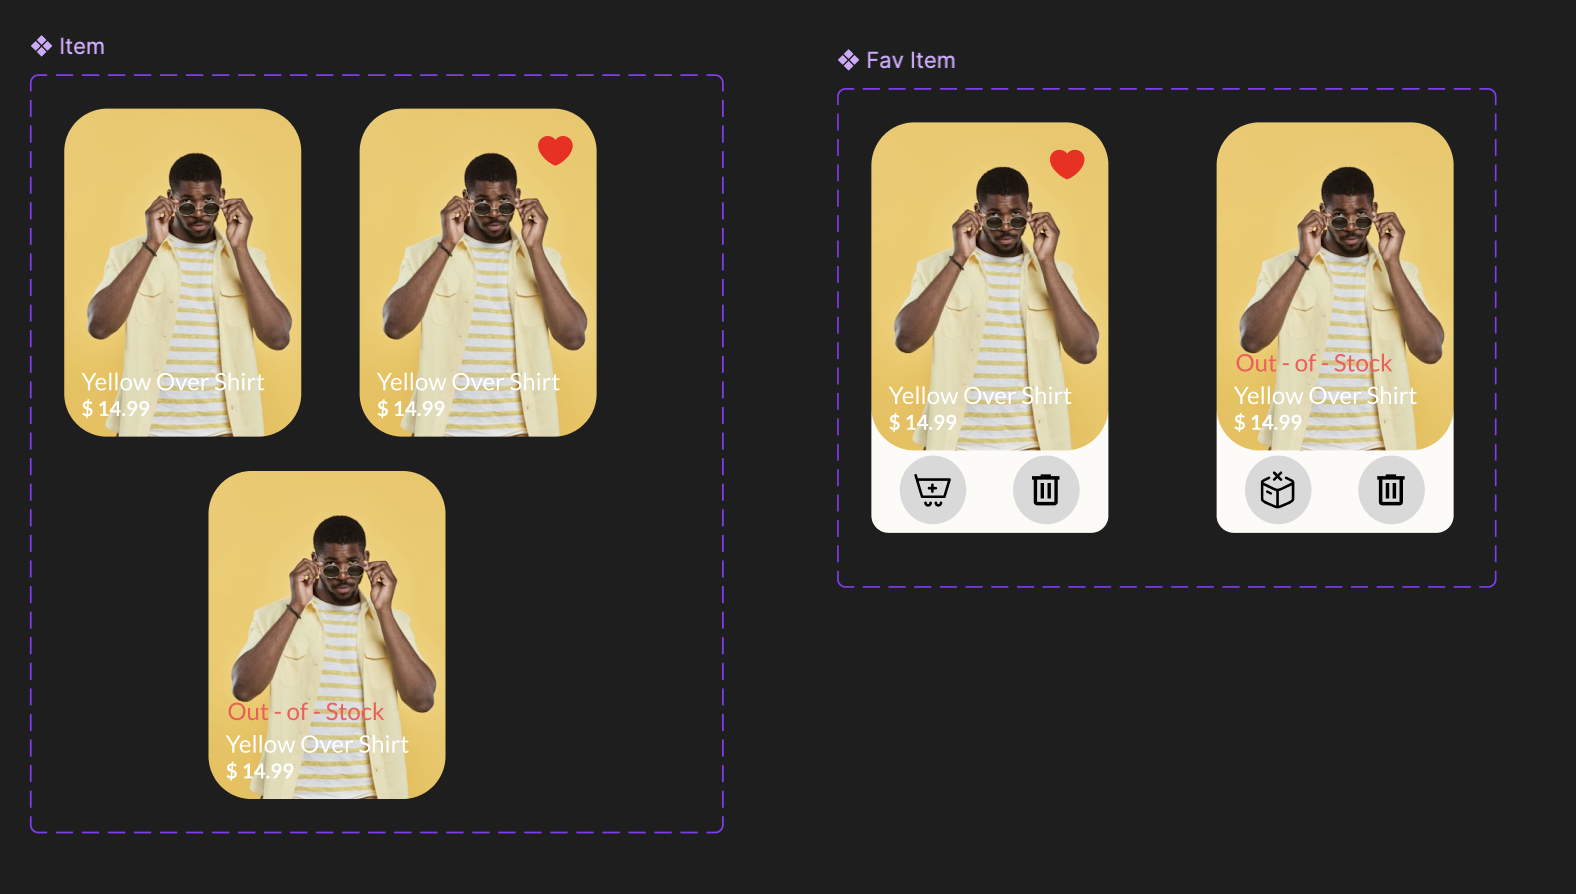 Item
Yellow Over Shirt
$ 14.99
Yellow Over Shirt
$ 14.99
Out - of - Stock
Yellow Over Shirt
$ 14.99
Fav Item
Yellow Over Shirt
$ 14.99
Out - of - Stock
Yellow Over Shirt
$ 14.99